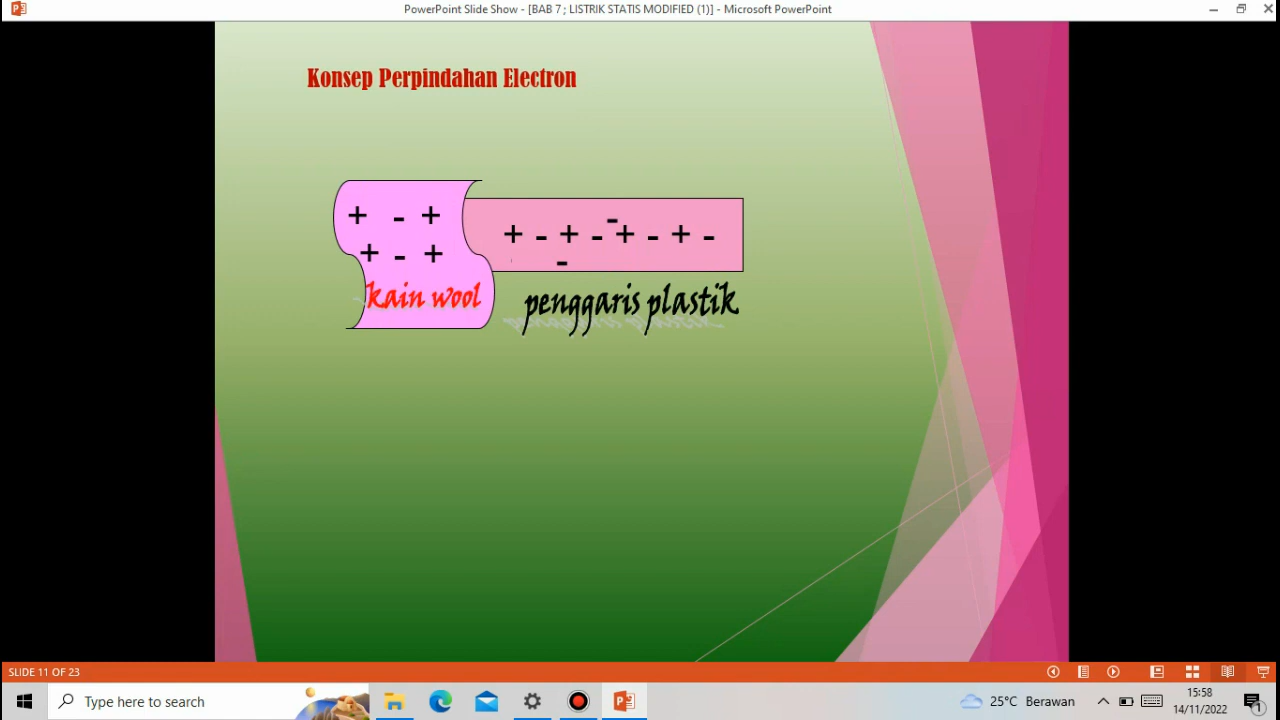 PowerPoint Slide Show - [BAB 7 ; LISTRIK STATIS MODIFIED (1)] - Microsoft PowerPoint
Konsep Perpindahan Electron
-
+ - +
+ - + - + - + -
+ - +
-
kain wool
penggaris plastik
SLIDE 11 OF 23
Type here to search
25°C Berawan
15:58
14/11/2022
1